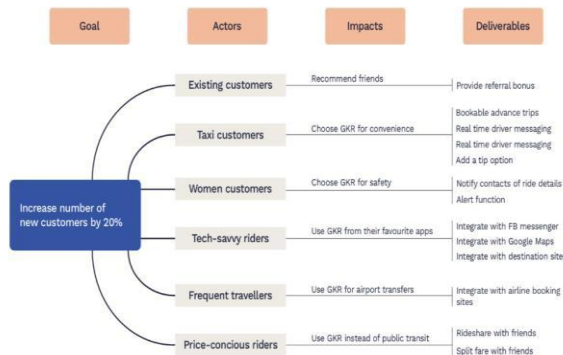 Goal
Actors
Impacts
Deliverables
Increase number of
new customers by 20%
Existing customers
Recommend friends
Provide referral bonus
Taxi customers
Choose GKR for convenience
Bookable advance trips
Real time driver messaging
Real time driver messaging
Add a tip option
Women customers
Choose GKR for safety
Notify contacts of ride details
Alert function
Tech-savvy riders
Use GKR from their favourite apps
Integrate with FB messenger
Integrate with Google Maps
Integrate with destination site
Frequent travellers
Use GKR for airport transfers
Integrate with airline booking
sites
Price-concious riders
Use GKR instead of public transit
Rideshare with friends
Split fare with friends